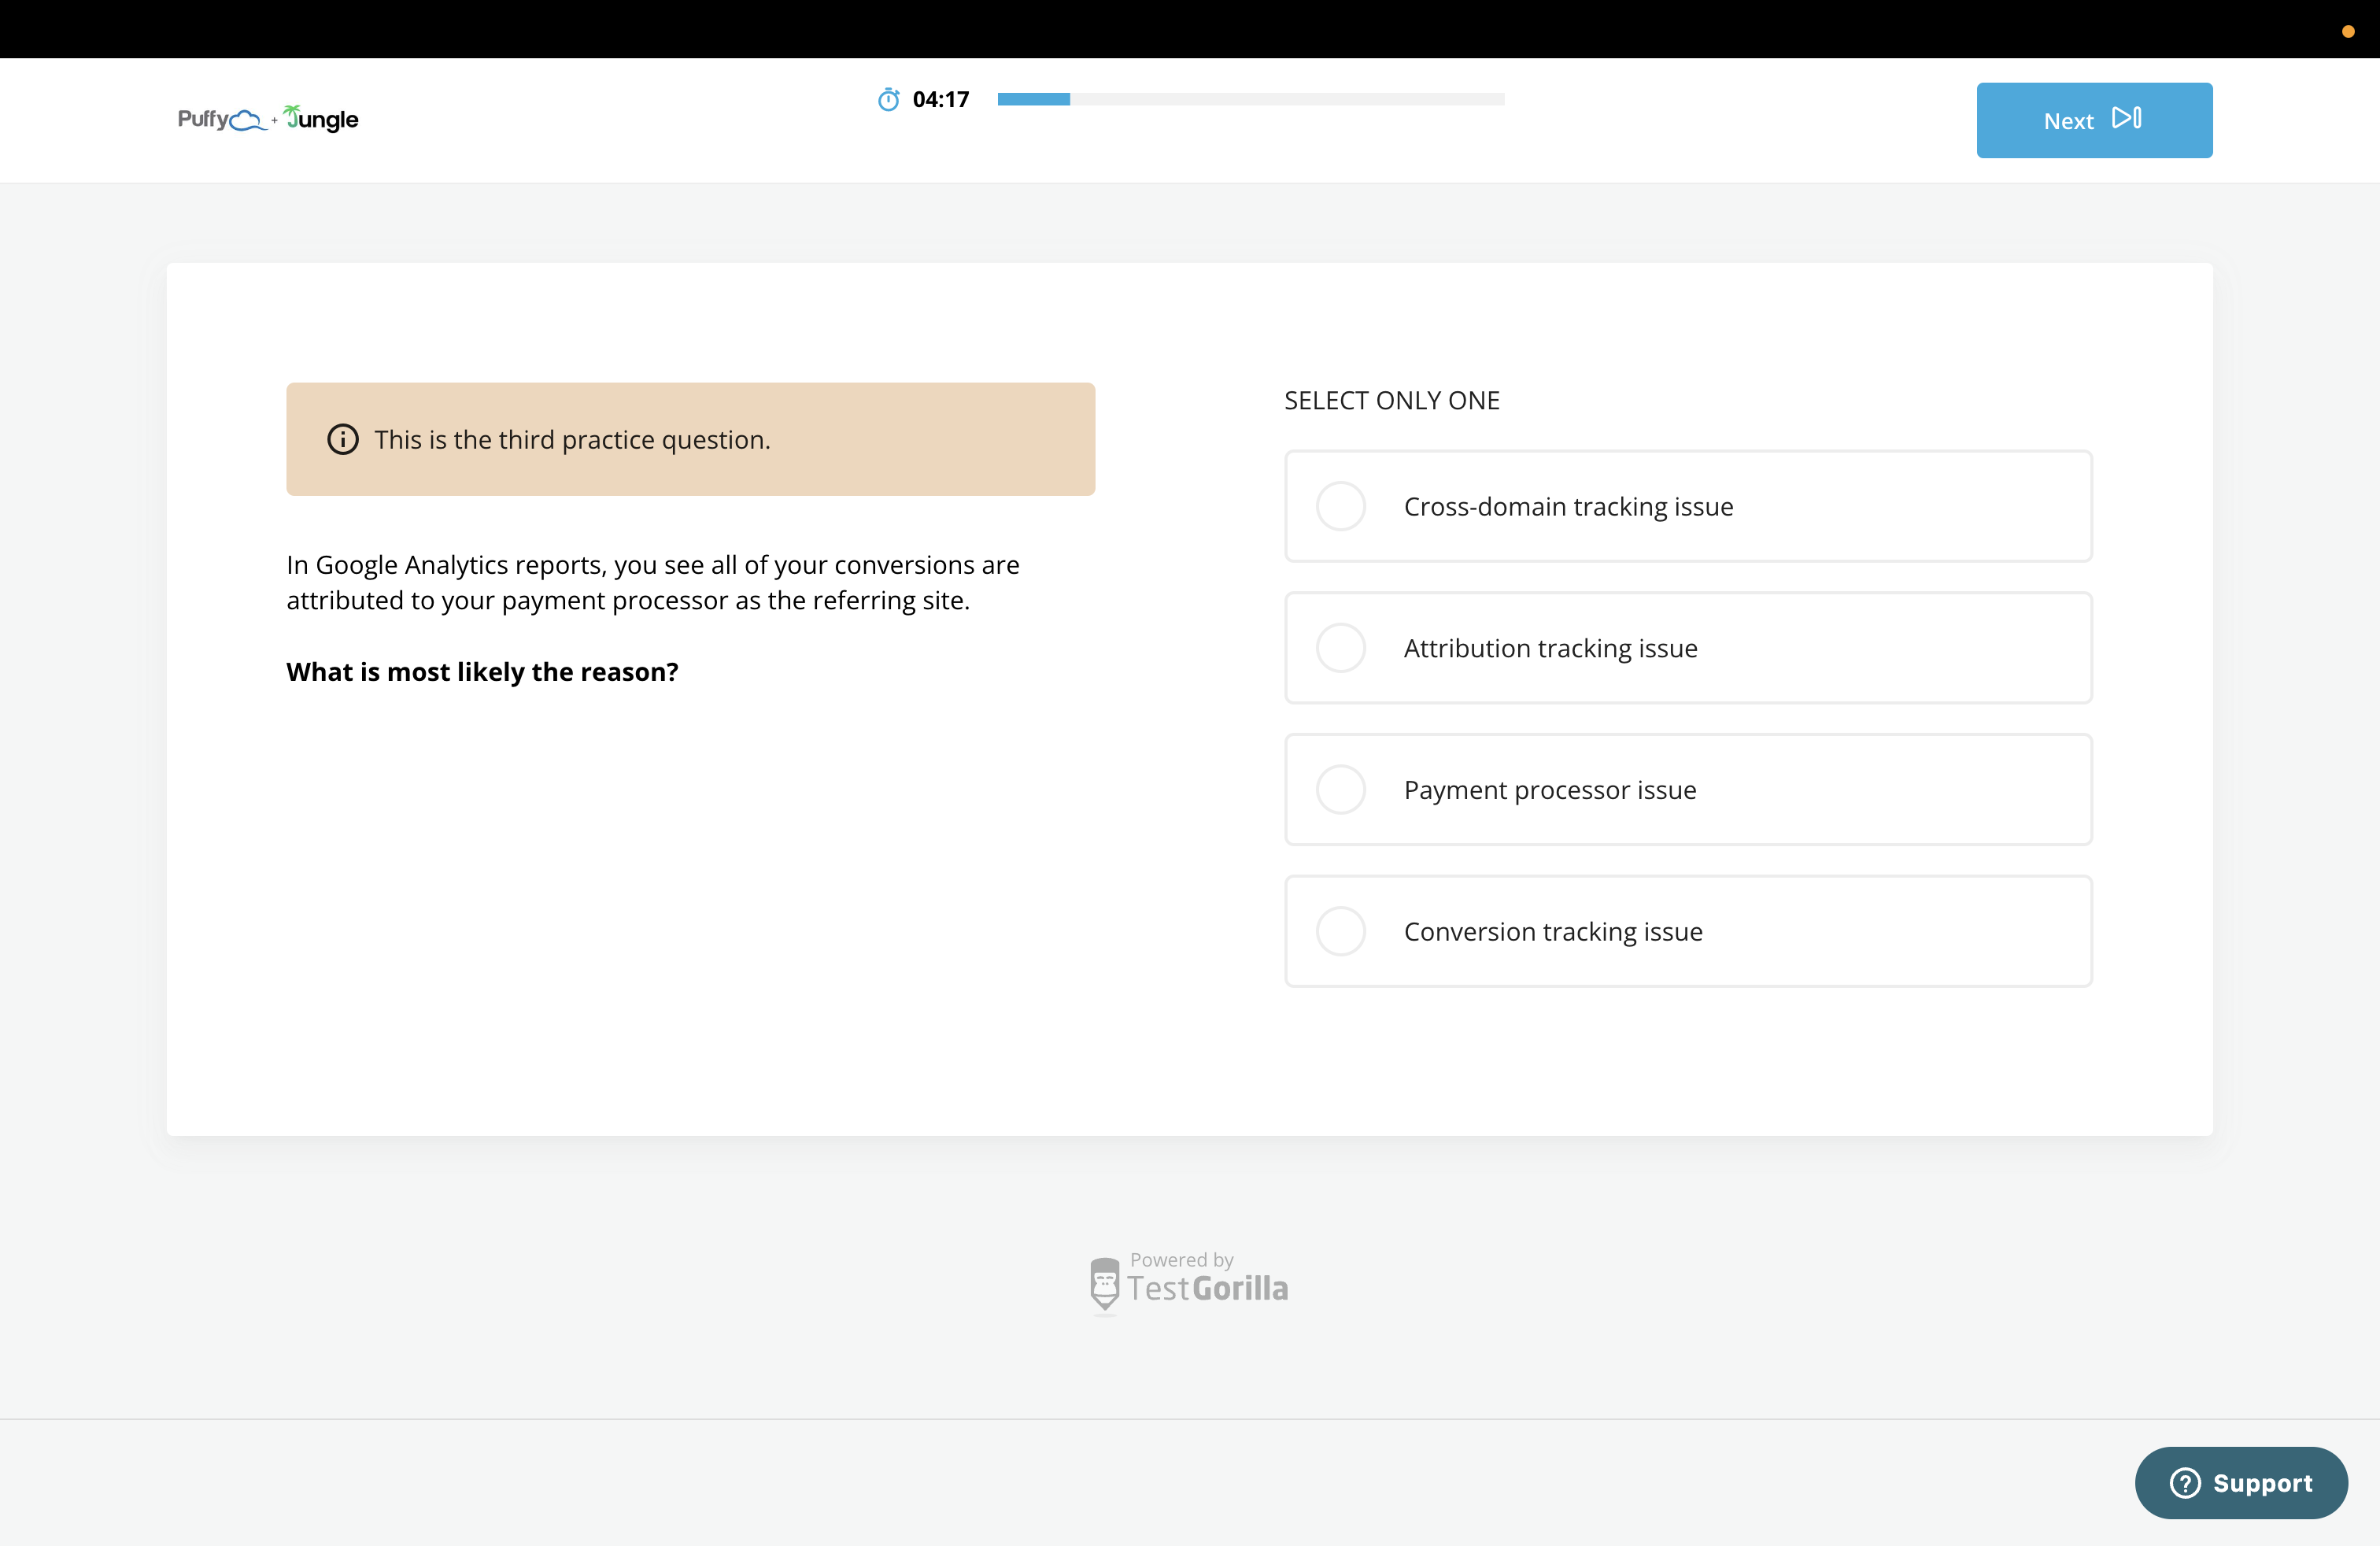 Puffy + Jungle
04:17
Next
This is the third practice question.
In Google Analytics reports, you see all of your conversions are
attributed to your payment processor as the referring site.
What is most likely the reason?
SELECT ONLY ONE
Cross-domain tracking issue
Attribution tracking issue
Payment processor issue
Conversion tracking issue
Powered by
TestGorilla
Support